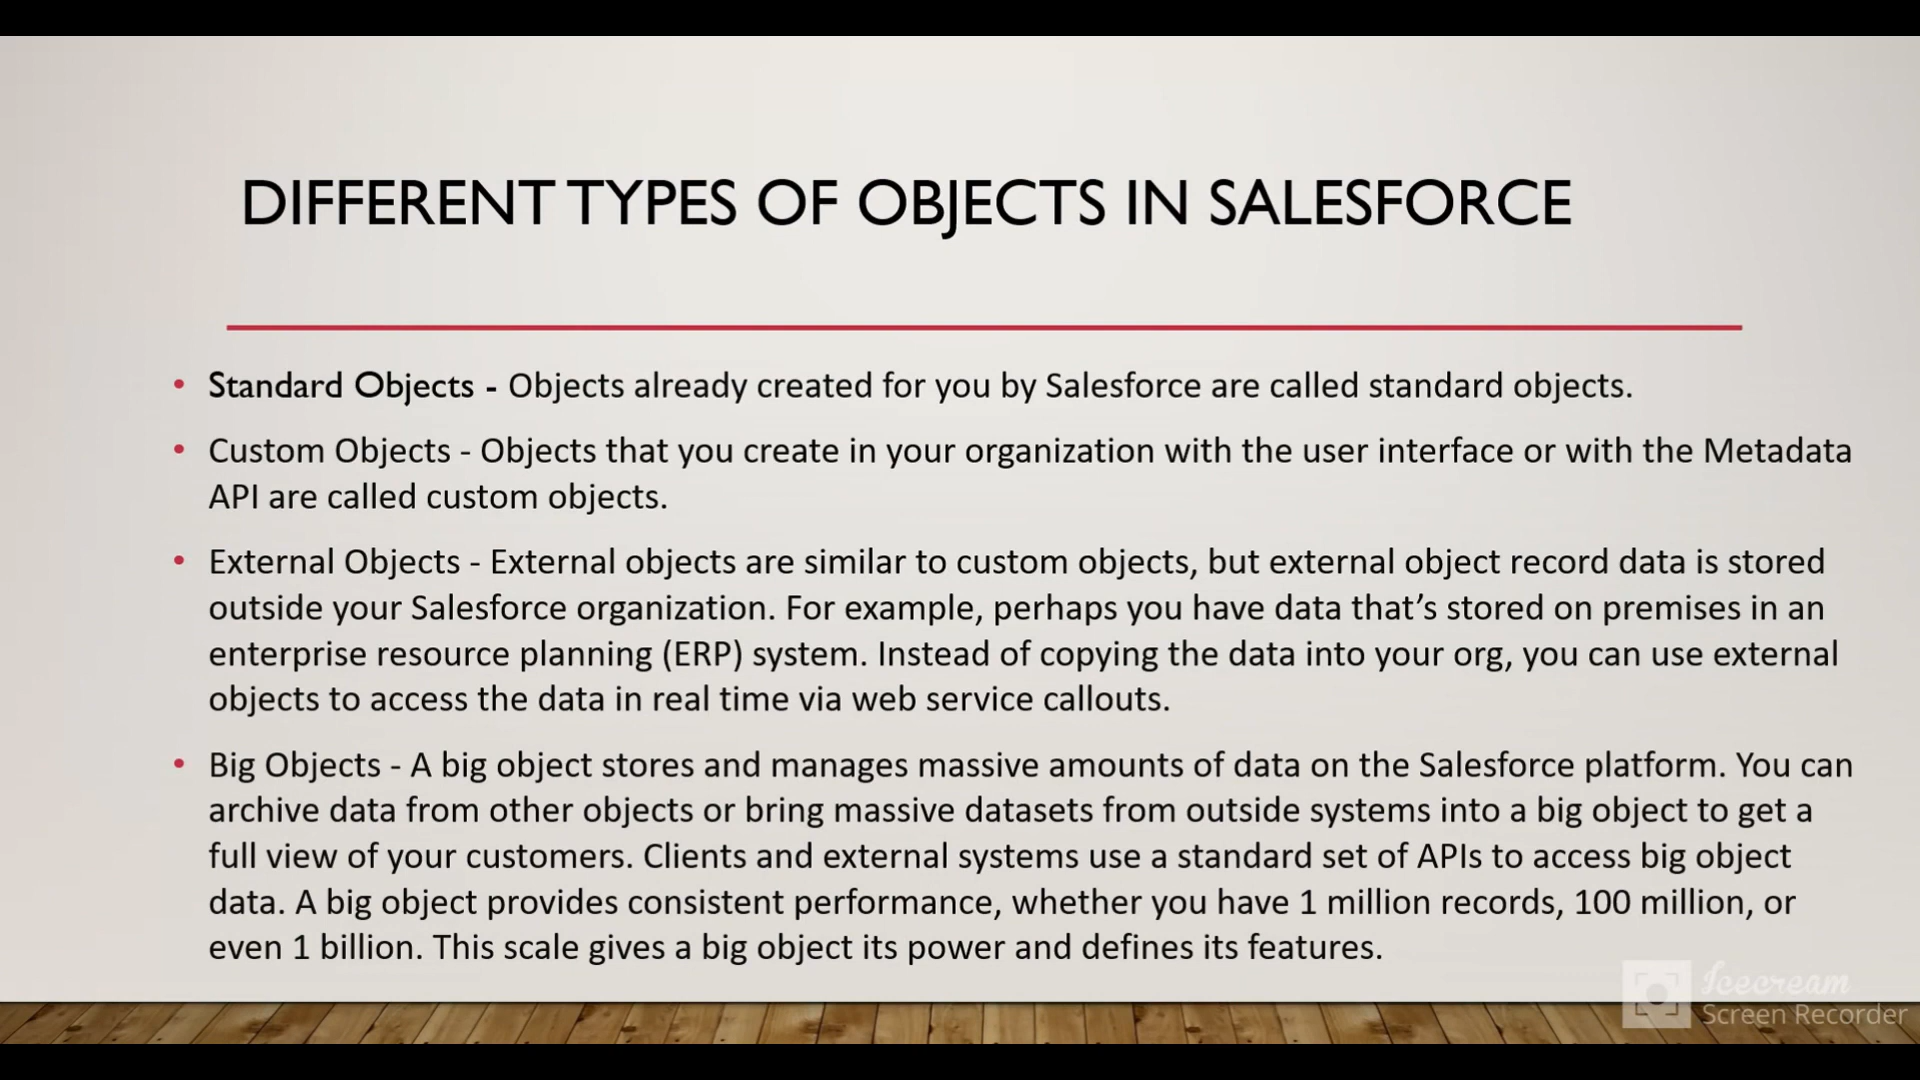 DIFFERENT TYPES OF OBJECTS IN SALESFORCE
• Standard Objects - Objects already created for you by Salesforce are called standard objects.
• Custom Objects - Objects that you create in your organization with the user interface or with the Metadata
API are called custom objects.
• External Objects - External objects are similar to custom objects, but external object record data is stored
outside your Salesforce organization. For example, perhaps you have data that’s stored on premises in an
enterprise resource planning (ERP) system. Instead of copying the data into your org, you can use external
objects to access the data in real time via web service callouts.
• Big Objects - A big object stores and manages massive amounts of data on the Salesforce platform. You can
archive data from other objects or bring massive datasets from outside systems into a big object to get a
full view of your customers. Clients and external systems use a standard set of APIs to access big object
data. A big object provides consistent performance, whether you have 1 million records, 100 million, or
even 1 billion. This scale gives a big object its power and defines its features.
Icecream
Screen Recorder